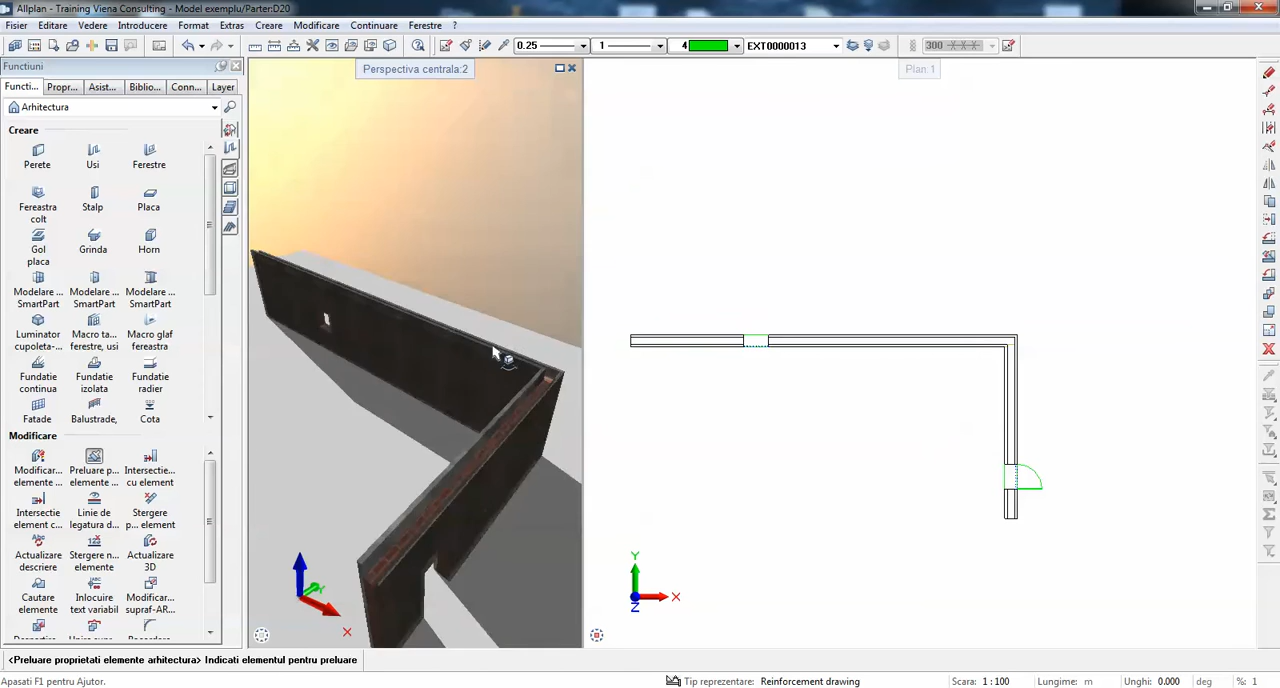 Allplan - Training Viena Consulting - Model exemplu/Parter:D20
Fisier Editare Vedere Introducere Format Extras Creare Modificare Continuare Ferestre ?
0.25 1 4 EXT0000013 300
Functiuni
Perspectiva centrala:2
Plan:1
Functi... Propr... Asist... Biblio... Conn... Layer
Arhitectura
Creare
Perete Usi Ferestre
Fereastra colt Stalp Placa
Gol placa Grinda Horn
Modelare ... SmartPart Modelare ... SmartPart Modelare ... SmartPart
Luminator cupoleta-... Macro ta... ferestre, usi Macro glaf fereastra
Fundatie continua Fundatie izolata Fundatie radier
Fatade Balustrade, Cota
Modificare
Modificar... elemente ... Preluare p... elemente ... Intersectie... cu element
Intersectie element c... Linie de legatura d... Stergere p... element
Actualizare descriere Stergere n... elemente Actualizare 3D
Cautare elemente Inlocuire text variabil Modificar... supraf-AR...
X
Y
X
Z
<Preluare proprietati elemente arhitectura> Indicati elementul pentru preluare
Apasati F1 pentru Ajutor.
Tip reprezentare: Reinforcement drawing Scara: 1 : 100 Lungime: m Unghi: 0.000 deg %: 1